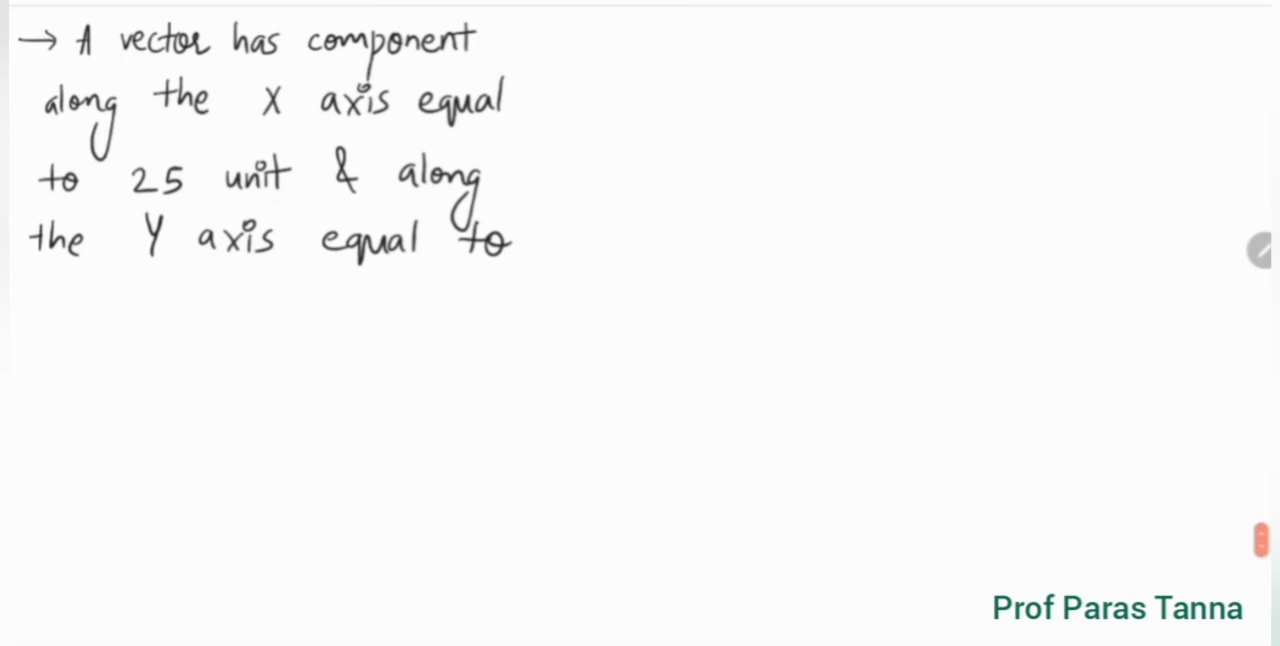 → A vector has component
along the X axis equal
to 25 unit & along
the Y axis equal to
Prof Paras Tanna